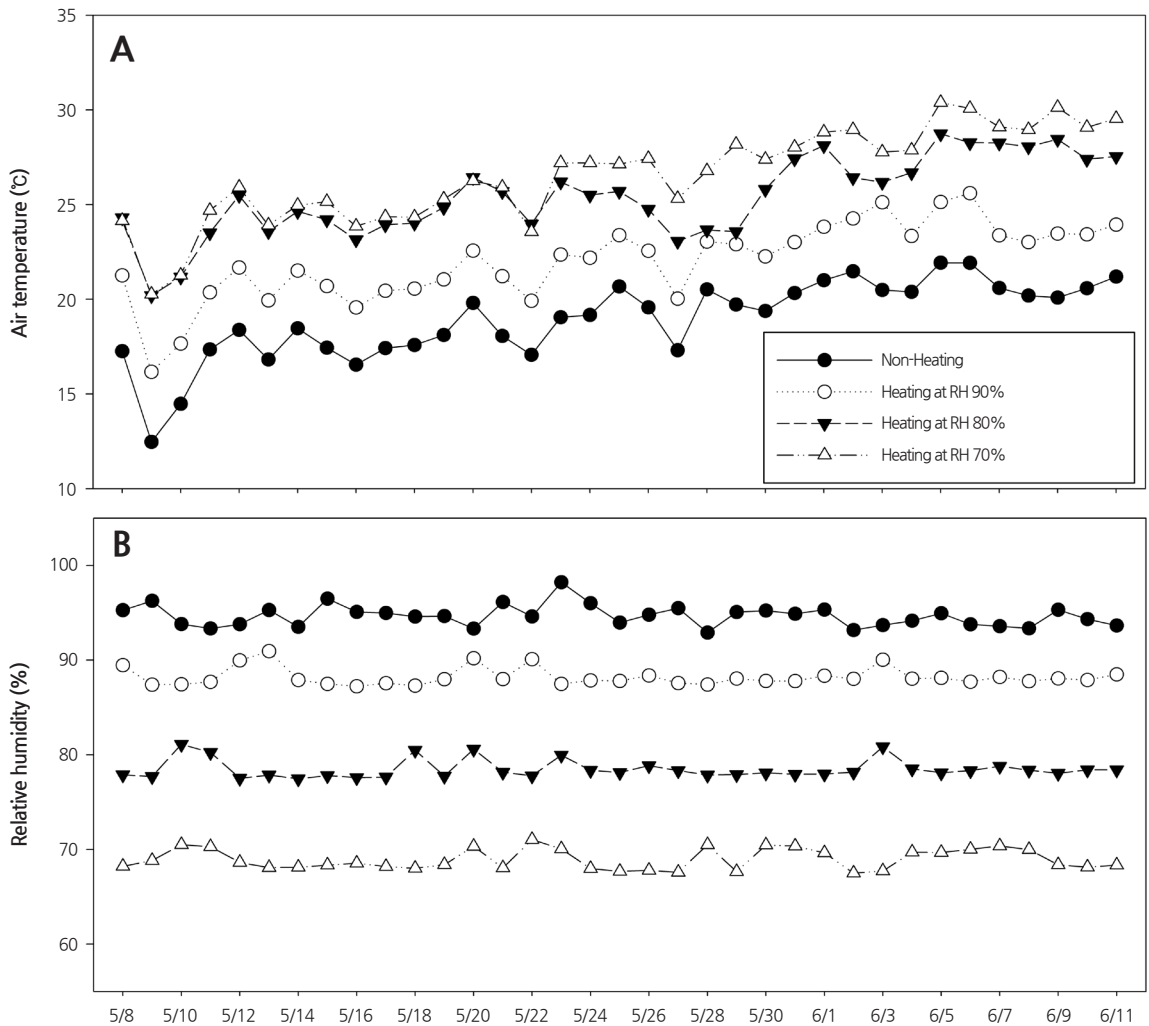 A
35
30
25
20
15
10
Air temperature (℃)
Non-Heating
Heating at RH 90%
Heating at RH 80%
Heating at RH 70%
B
100
90
80
70
60
Relative humidity (%)
5/8 5/10 5/12 5/14 5/16 5/18 5/20 5/22 5/24 5/26 5/28 5/30 6/1 6/3 6/5 6/7 6/9 6/11